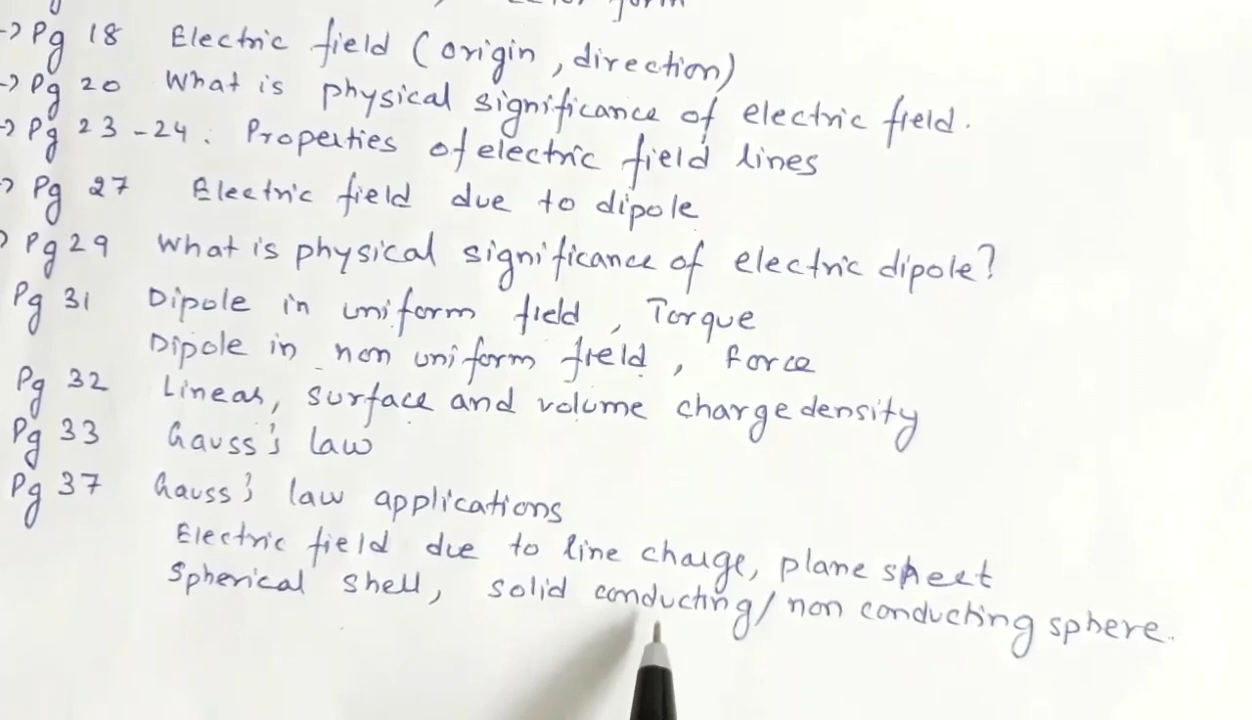 form
-> Pg 18 Electric field (origin, direction)
-> Pg 20 What is physical significance of electric field.
-> Pg 23-24. Properties of electric field lines
-> Pg 27 Electric field due to dipole
-> Pg 29 What is physical significance of electric dipole?
Pg 31 Dipole in uniform field, Torque
Dipole in non uniform field, Force
Pg 32 Linear, surface and volume charge density
Pg 33 Gauss's law
Pg 37 Gauss's law applications
Electric field due to line charge, plane sheet
Spherical shell, solid conducting/non conducting sphere.